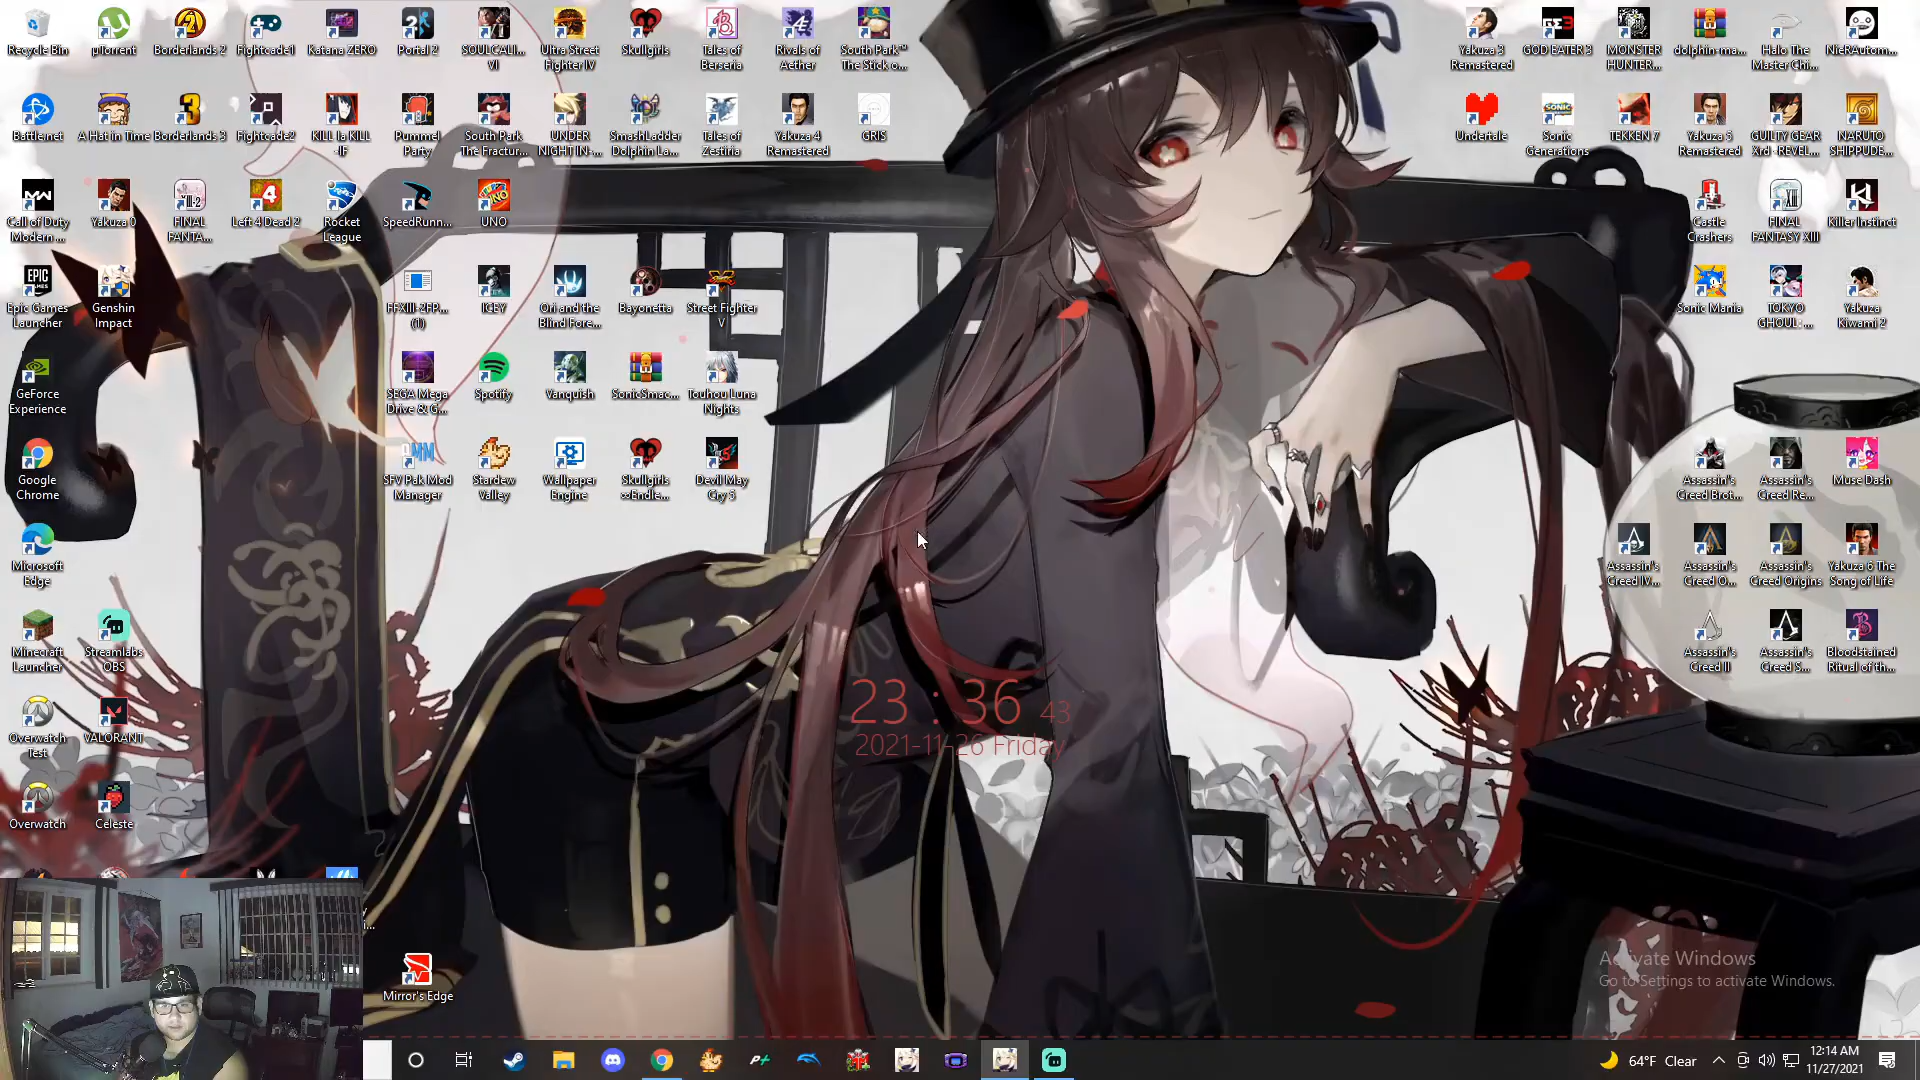 Recycle Bin
µTorrent
Borderlands 2
Fightcade1
Katana ZERO
Portal 2
SOULCALI...
VI
Ultra Street
Fighter IV
Skullgirls
Tales of
Berseria
Rivals of
Aether
South Park™
The Stick o...
Yakuza 3
Remastered
GOD EATER 3
MONSTER
HUNTER...
dolphin-ma...
Halo The
Master Chi...
NieRAutom...
Battle.net
A Hat in Time
Borderlands 3
Fightcade2
KILL la KILL
-IF
Pummel
Party
South Park
The Fractur...
UNDER
NIGHT IN-...
SmashLadder
Dolphin La...
Tales of
Zestiria
Yakuza 4
Remastered
GRIS
Undertale
Sonic
Generations
TEKKEN 7
Yakuza 5
Remastered
GUILTY GEAR
Xrd -REVEL...
NARUTO
SHIPPUDE...
Call of Duty
Modern ...
Yakuza 0
FINAL
FANTA...
Left 4 Dead 2
Rocket
League
SpeedRunn...
UNO
Castle
Crashers
FINAL
FANTASY XIII
Killer Instinct
Epic Games
Launcher
Genshin
Impact
FFXIII-2FP...
(1)
ICEY
Ori and the
Blind Fore...
Bayonetta
Street Fighter
V
Sonic Mania
TOKYO
GHOUL: ...
Yakuza
Kiwami 2
GeForce
Experience
SEGA Mega
Drive & G...
Spotify
Vanquish
SonicSmac...
Touhou Luna
Nights
Google
Chrome
SFV Pak Mod
Manager
Stardew
Valley
Wallpaper
Engine
Skullgirls
∞Endle...
Devil May
Cry 5
Assassin's
Creed Brot...
Assassin's
Creed Re...
Muse Dash
Microsoft
Edge
Assassin's
Creed IV...
Assassin's
Creed O...
Assassin's
Creed Origins
Yakuza 6 The
Song of Life
Minecraft
Launcher
Streamlabs
OBS
Assassin's
Creed II
Assassin's
Creed S...
Bloodstained
Ritual of th...
Overwatch
Test
VALORANT
23 : 36 43
2021-11-26 Friday
Overwatch
Celeste
Mirror's Edge
Activate Windows
Go to Settings to activate Windows.
64°F Clear
12:14 AM
11/27/2021